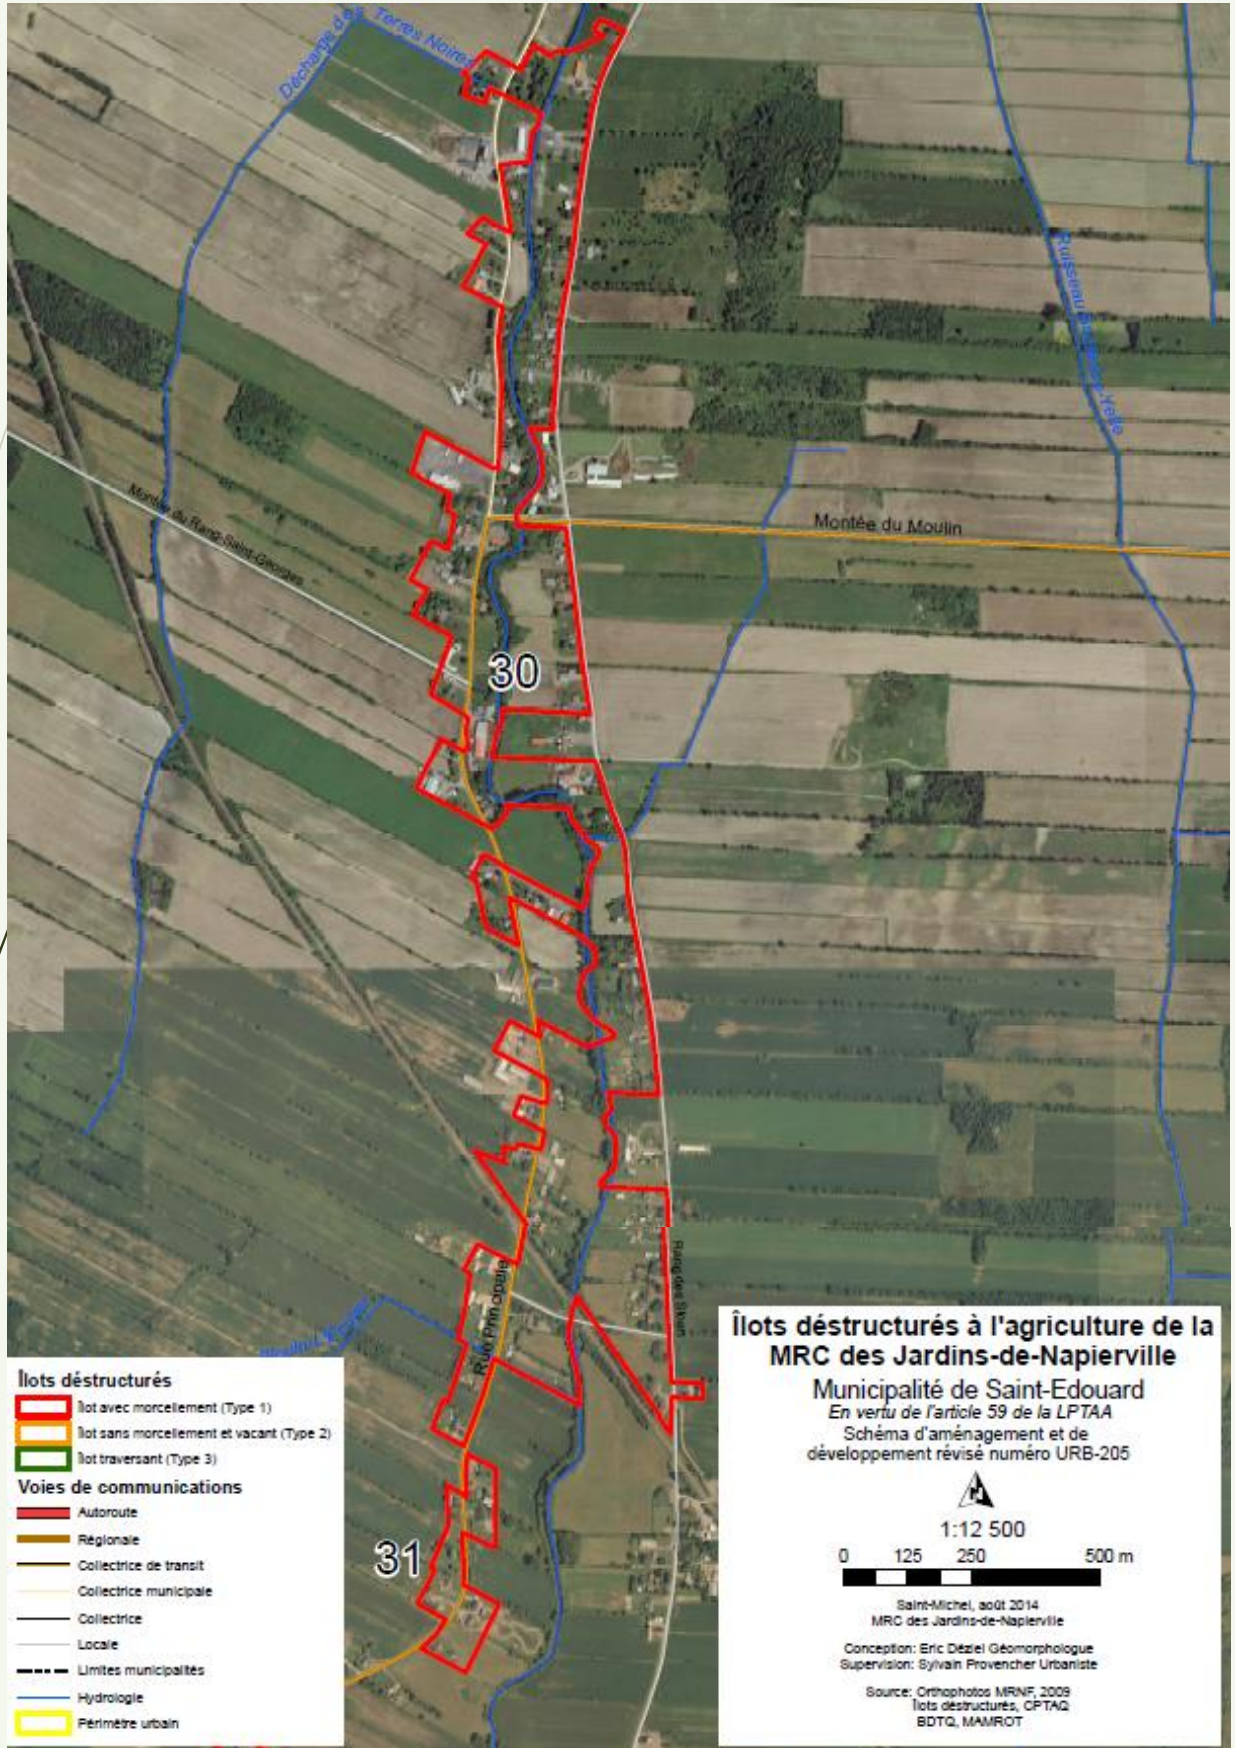 Décharge des Terres Noires
Montée du Rang-Saint-Georges
Montée du Moulin
30
Rue Principale
Rang des Sloan
31
Îlots déstructurés
Îlot avec morcellement (Type 1)
Îlot sans morcellement et vacant (Type 2)
Îlot traversant (Type 3)
Voies de communications
Autoroute
Régionale
Collectrice de transit
Collectrice municipale
Collectrice
Locale
Limites municipalités
Hydrologie
Périmètre urbain
Îlots déstructurés à l'agriculture de la
MRC des Jardins-de-Napierville
Municipalité de Saint-Edouard
En vertu de l'article 59 de la LPTAA
Schéma d'aménagement et de
développement révisé numéro URB-205
N
1:12 500
0 125 250 500 m
Saint-Michel, août 2014
MRC des Jardins-de-Napierville
Conception: Eric Déziel Géomorphologue
Supervision: Sylvain Provencher Urbaniste
Source: Orthophotos MRNF, 2009
Îlots déstructurés, CPTAQ
BDTQ, MAMROT
Ruisseau